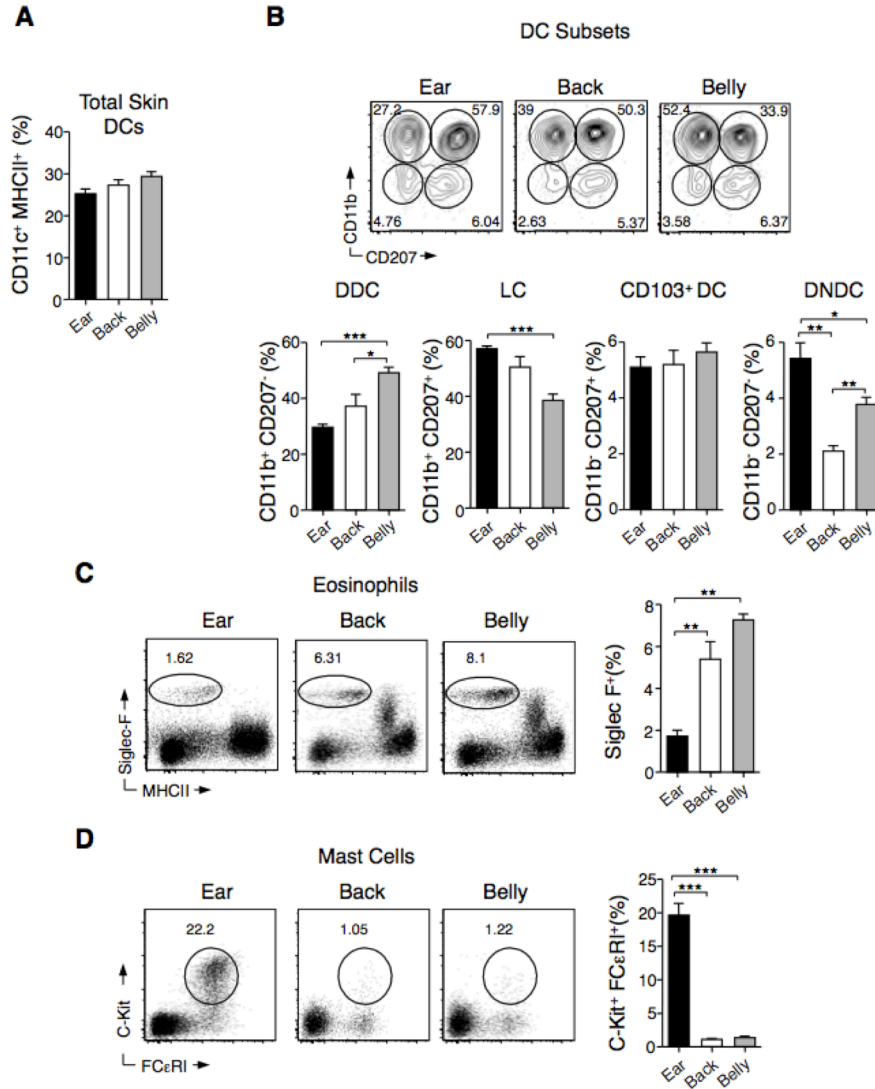 A
Total Skin
DCs
CD11c+ MHCII+ (%)
40
30
20
10
0
Ear
Back
Belly
B
DC Subsets
Ear
Back
Belly
27.2
57.9
39
50.3
52.4
33.9
4.76
6.04
2.63
5.37
3.58
6.37
CD11b
CD207
DDC
LC
CD103+ DC
DNDC
***
*
CD11b+ CD207- (%)
60
40
20
0
Ear
Back
Belly
***
CD11b+ CD207+ (%)
60
40
20
0
Ear
Back
Belly
CD11b- CD207+ (%)
6
4
2
0
Ear
Back
Belly
*
**
**
CD11b- CD207- (%)
6
4
2
0
Ear
Back
Belly
C
Eosinophils
Ear
Back
Belly
1.62
6.31
8.1
Siglec-F
MHCII
**
**
Siglec F+(%)
8
6
4
2
0
Ear
Back
Belly
D
Mast Cells
Ear
Back
Belly
22.2
1.05
1.22
C-Kit
FCεRI
***
***
C-Kit+ FCεRI+(%)
25
20
15
10
5
0
Ear
Back
Belly